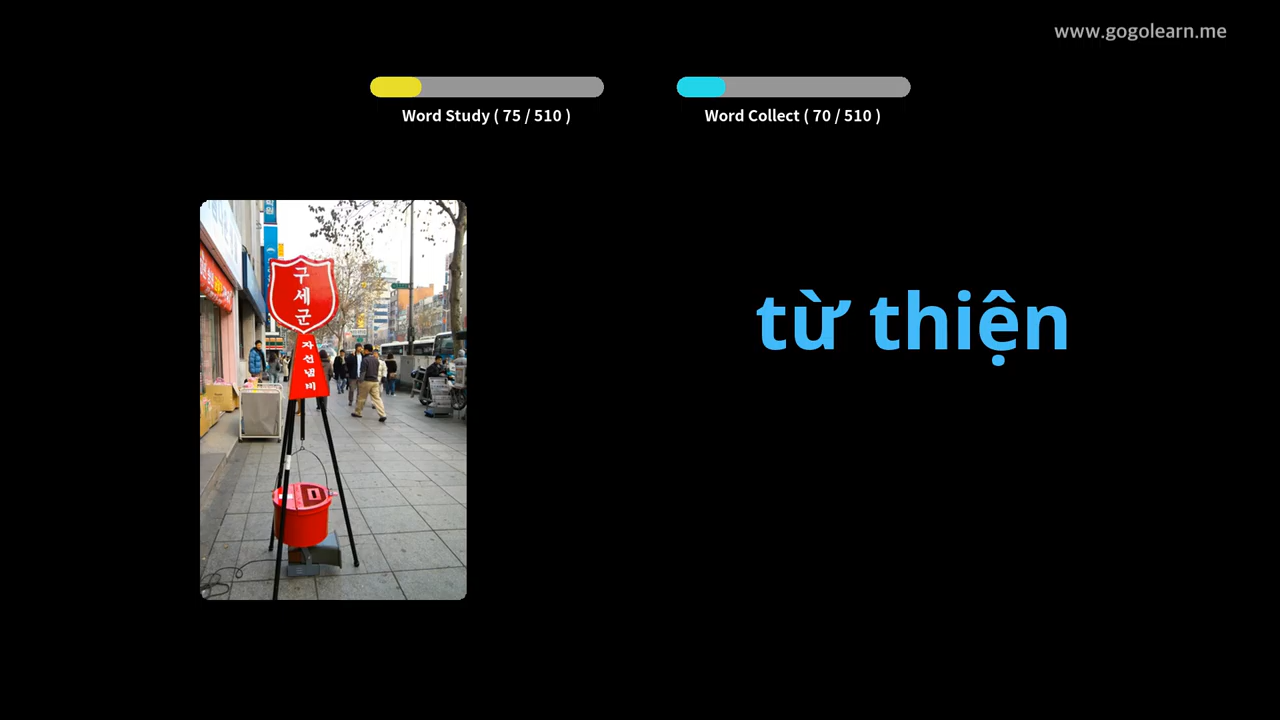 www.gogolearn.me
Word Study ( 75 / 510 )
Word Collect ( 70 / 510 )
구세군
자선냄비
từ thiện